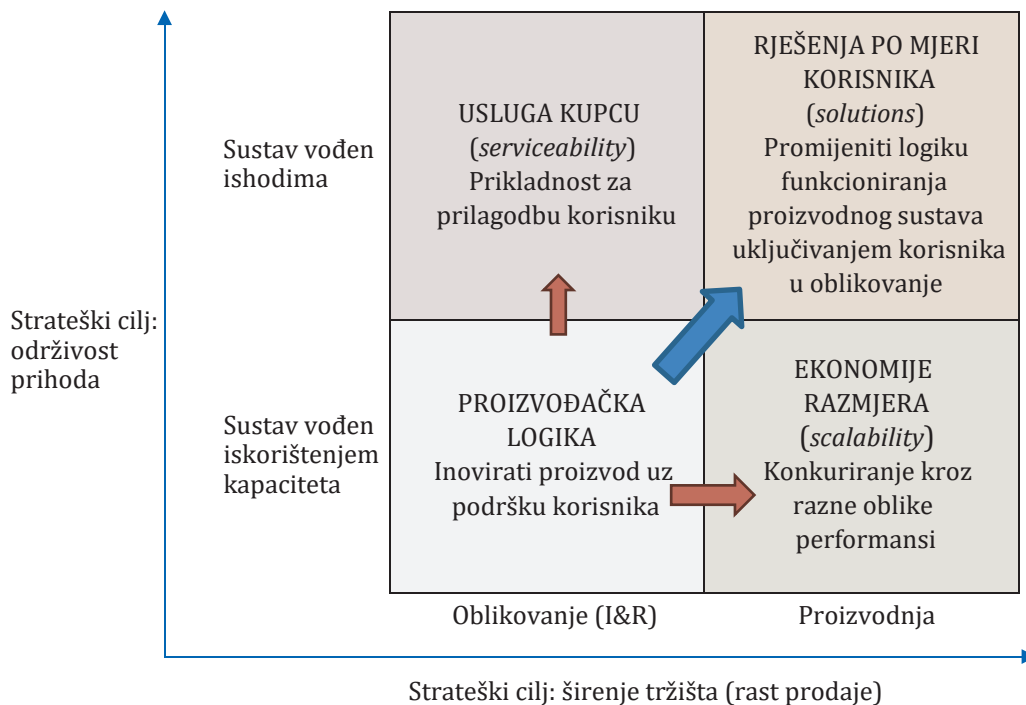 Strateški cilj:
održivost
prihoda
Sustav vođen
ishodima
USLUGA KUPCU
(serviceability)
Prikladnost za
prilagodbu korisniku
RJEŠENJA PO MJERI
KORISNIKA
(solutions)
Promijeniti logiku
funkcioniranja
proizvodnog sustava
uključivanjem korisnika
u oblikovanje
Sustav vođen
iskorištenjem
kapaciteta
PROIZVOĐAČKA
LOGIKA
Inovirati proizvod uz
podršku korisnika
EKONOMIJE
RAZMJERA
(scalability)
Konkuriranje kroz
razne oblike
performansi
Oblikovanje (I&R)
Proizvodnja
Strateški cilj: širenje tržišta (rast prodaje)